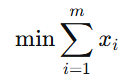 min ∑_{i=1}^{m} x_i